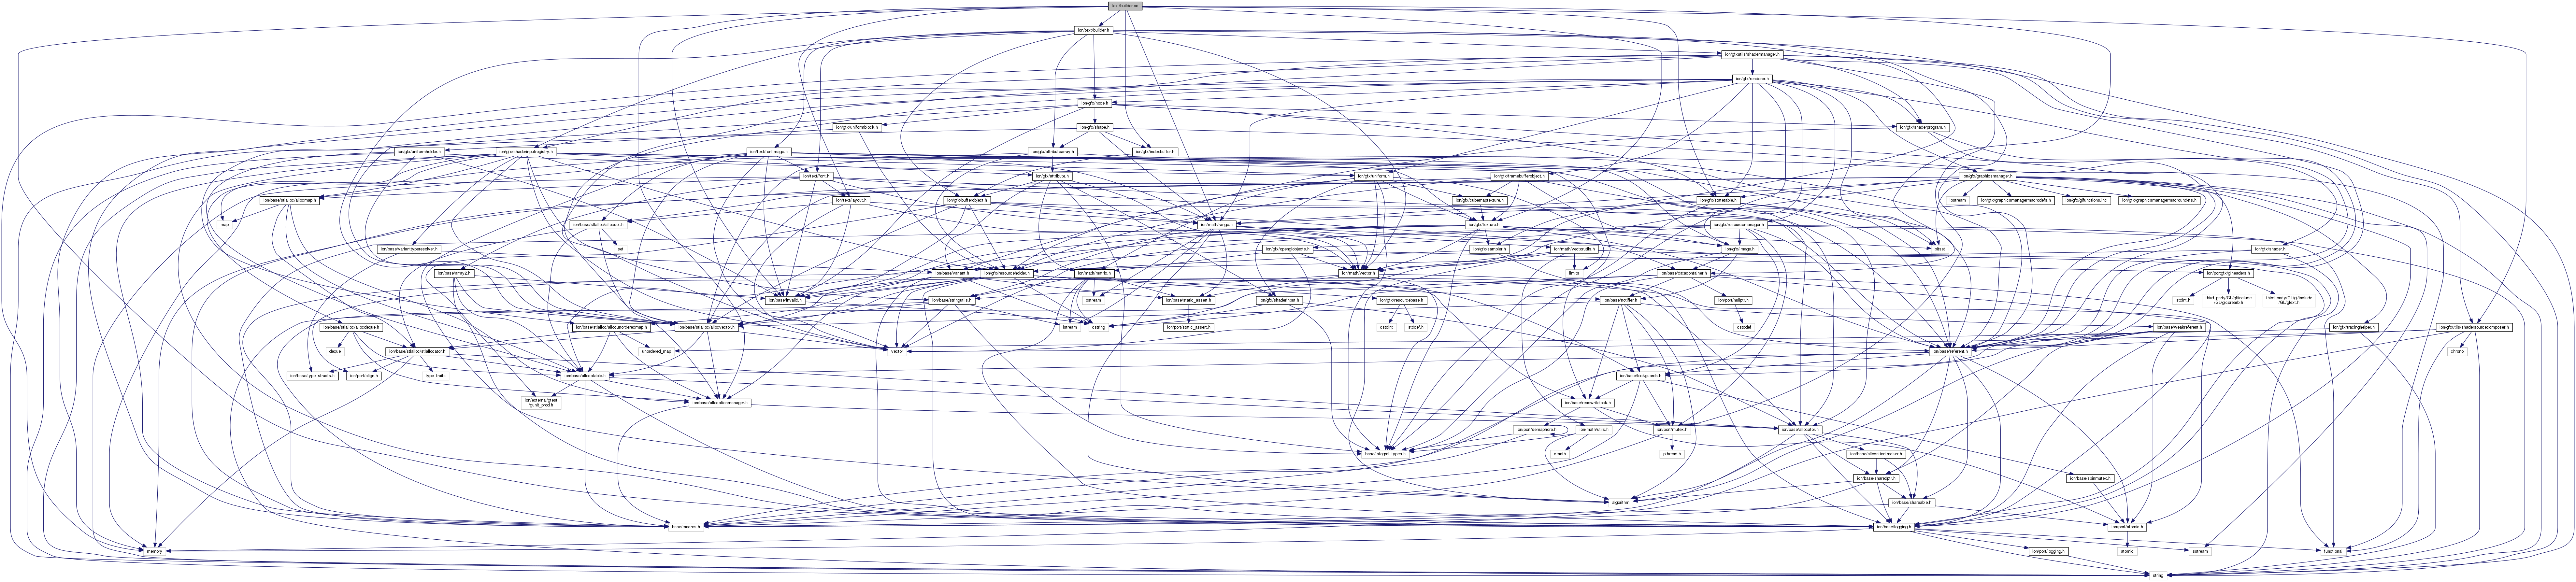 ion/text/builder.cc
ion/text/builder.h
ion/gfxutils/shadermanager.h
ion/gfx/renderer.h
ion/gfx/node.h
ion/gfx/uniformblock.h
ion/gfx/shape.h
ion/gfx/shaderprogram.h
ion/gfx/uniformholder.h
ion/gfx/shaderinputregistry.h
ion/text/fontimage.h
ion/gfx/attributearray.h
ion/gfx/indexbuffer.h
ion/text/font.h
ion/gfx/attribute.h
ion/gfx/uniform.h
ion/gfx/framebufferobject.h
ion/gfx/graphicsmanager.h
ion/base/stlalloc/allocmap.h
ion/text/layout.h
ion/gfx/bufferobject.h
ion/gfx/cubemaptexture.h
ion/gfx/statetable.h
iostream
ion/gfx/graphicsmanagermacrodefs.h
ion/gfx/glfunctions.inc
ion/gfx/graphicsmanagermacroundefs.h
map
ion/base/stlalloc/allocset.h
ion/math/range.h
ion/gfx/texture.h
ion/gfx/resourcemanager.h
set
ion/base/varianttyperesolver.h
ion/gfx/openglobjects.h
ion/gfx/sampler.h
ion/math/vectorutils.h
ion/gfx/image.h
bitset
ion/gfx/shader.h
ion/base/array2.h
ion/base/variant.h
ion/gfx/resourceholder.h
ion/math/matrix.h
ion/math/vector.h
limits
ion/base/datacontainer.h
ion/portgfx/glheaders.h
ion/base/invalid.h
ion/base/stringutils.h
ostream
ion/base/static_assert.h
ion/gfx/shaderinput.h
ion/gfx/resourcebase.h
ion/base/notifier.h
ion/port/nullptr.h
stdint.h
third_party/GL/gl/include
/GL/glcorearb.h
third_party/GL/gl/include
/GL/glext.h
ion/base/stlalloc/allocdeque.h
ion/base/stlalloc/allocunorderedmap.h
ion/base/stlalloc/allocvector.h
istream
cstring
ion/port/static_assert.h
cstdint
stddef.h
cstddef
ion/base/weakreferent.h
ion/gfx/tracinghelper.h
ion/gfxutils/shadersourcecomposer.h
deque
ion/base/stlalloc/stlallocator.h
unordered_map
vector
ion/base/referent.h
chrono
ion/base/type_structs.h
ion/port/align.h
type_traits
ion/base/allocatable.h
ion/base/lockguards.h
ion/external/gtest
/gunit_prod.h
ion/base/allocationmanager.h
ion/base/readwritelock.h
ion/port/semaphore.h
ion/math/utils.h
ion/port/mutex.h
ion/base/allocator.h
base/integral_types.h
cmath
pthread.h
ion/base/allocationtracker.h
ion/base/sharedptr.h
ion/base/spinmutex.h
algorithm
ion/base/shareable.h
base/macros.h
ion/base/logging.h
ion/port/atomic.h
memory
ion/port/logging.h
atomic
sstream
functional
string